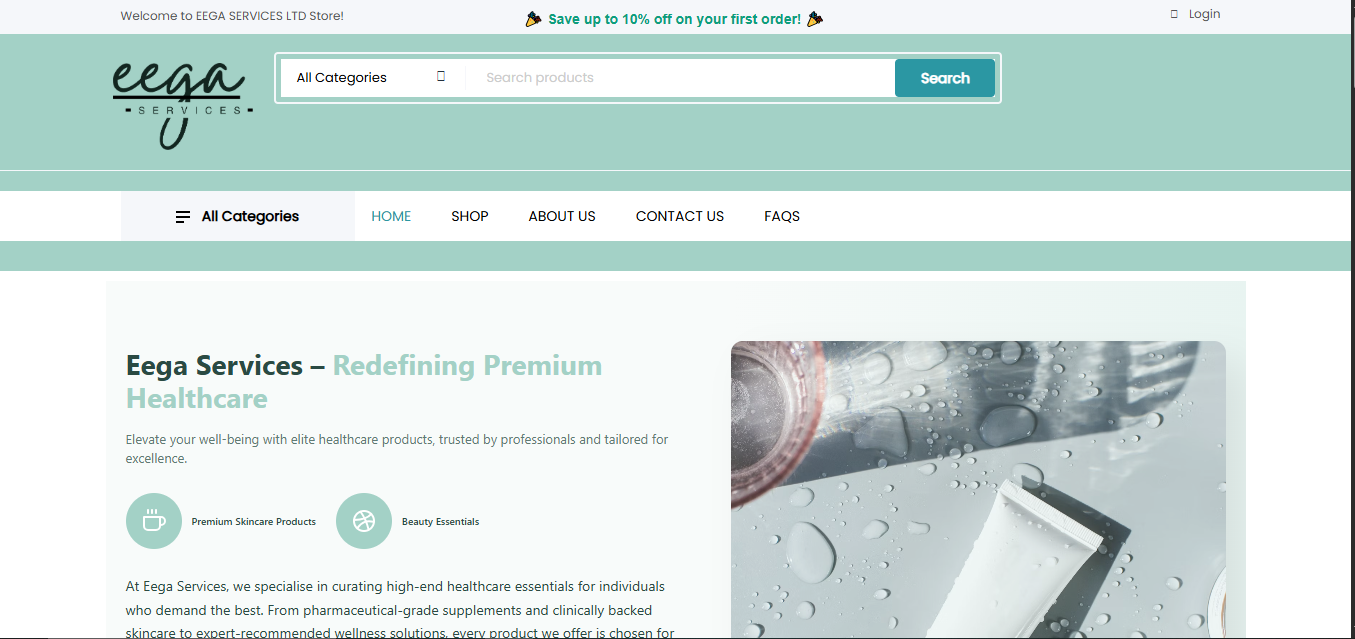 Welcome to EEGA SERVICES LTD Store!
Save up to 10% off on your first order!
Login
eega
SERVICES
All Categories
Search products
Search
All Categories
HOME
SHOP
ABOUT US
CONTACT US
FAQS
Eega Services – Redefining Premium
Healthcare
Elevate your well-being with elite healthcare products, trusted by professionals and tailored for
excellence.
Premium Skincare Products
Beauty Essentials
At Eega Services, we specialise in curating high-end healthcare essentials for individuals
who demand the best. From pharmaceutical-grade supplements and clinically backed
skincare to expert-recommended wellness solutions, every product we offer is chosen for